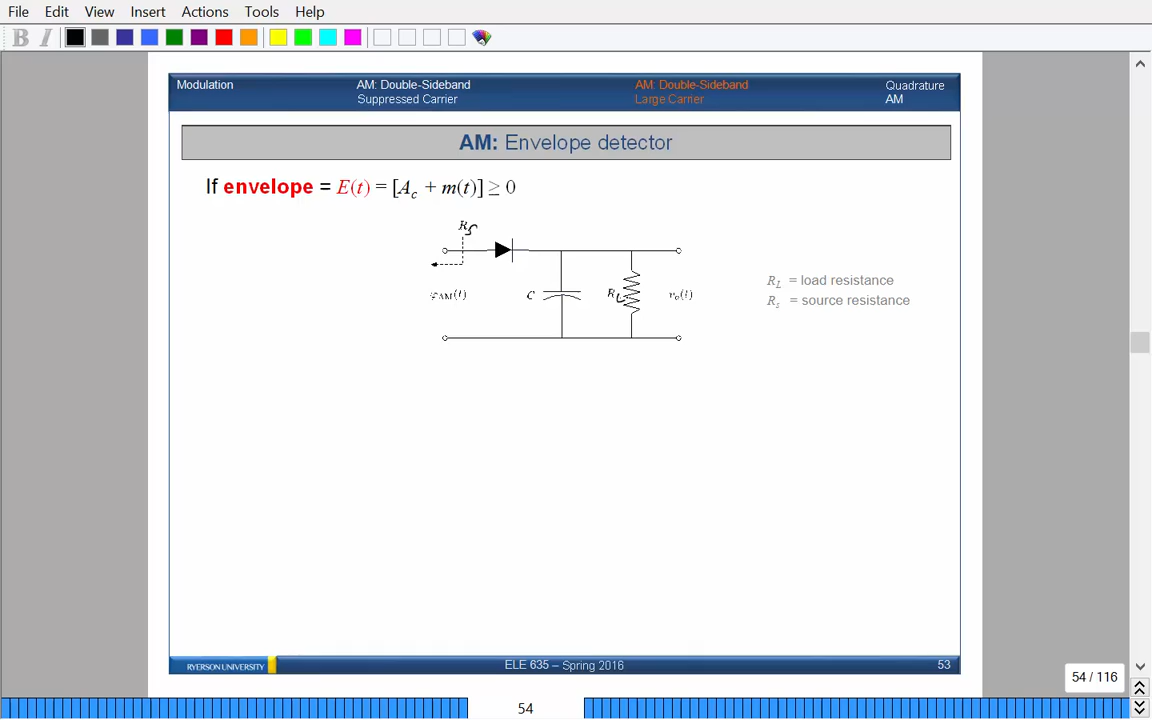 File Edit View Insert Actions Tools Help
B I
Modulation
AM: Double-Sideband
Suppressed Carrier
AM: Double-Sideband
Large Carrier
Quadrature
AM
AM: Envelope detector
If envelope = E(t) = [A_c + m(t)] ≥ 0
R_s
φ_AM(t)
C
R_L
v_o(t)
R_L = load resistance
R_s = source resistance
RYERSON UNIVERSITY
ELE 635 – Spring 2016
53
54 / 116
54